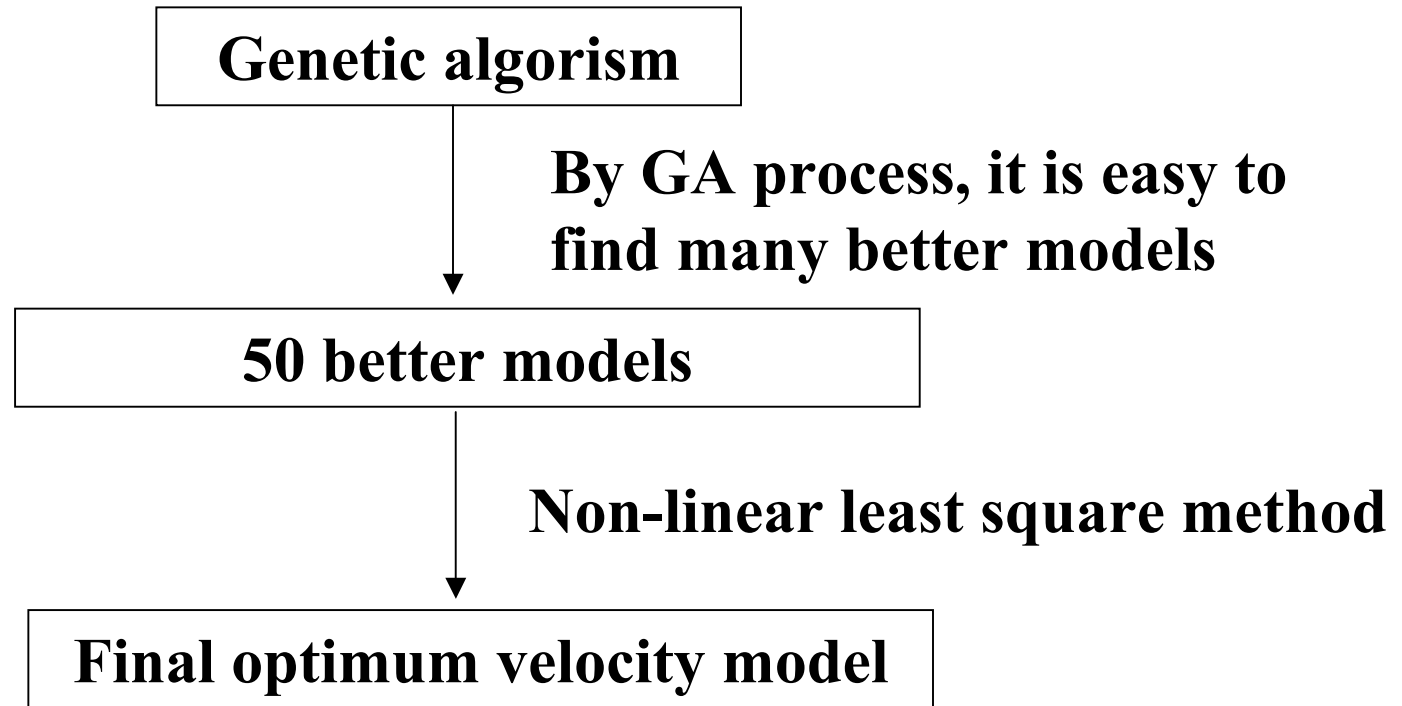 Genetic algorism
By GA process, it is easy to
find many better models
50 better models
Non-linear least square method
Final optimum velocity model